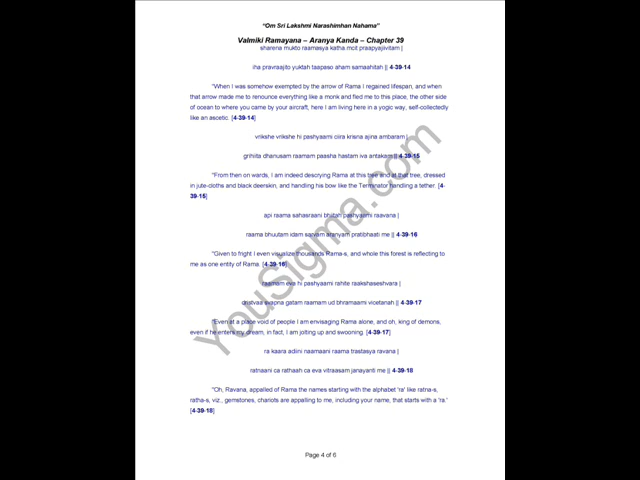 "Om Sri Lakshmi Narashimhan Nahama"
Valmiki Ramayana – Aranya Kanda – Chapter 39
sharena mukto raamasya katha mcit praapyajiivitam |
iha pravraajito yuktah taapaso aham samaahitah || 4-39-14
"When I was somehow exempted by the arrow of Rama I regained lifespan, and when
that arrow made me to renounce everything like a monk and fled me to this place, the other side
of ocean to where you came by your aircraft, here I am living here in a yogic way, self-collectedly
like an ascetic. [4-39-14]
vrikshe vrikshe hi pashyaami ciira krisna ajina ambaram |
grihiita dhanusam raamam paasha hastam iva antakam || 4-39-15
"From then on wards, I am indeed descrying Rama at this tree and at that tree, dressed
in jute-cloths and black deerskin, and handling his bow like the Terminator handling a tether. [4-
39-15]
api raama sahasraani bhiitah pashyaami raavana |
raama bhuutam idam sarvam aranyam pratibhaati me || 4-39-16
"Given to fright I even visualize thousands Rama-s, and whole this forest is reflecting to
me as one entity of Rama. [4-39-16]
raamam eva hi pashyaami rahite raakshaseshvara |
dristvaa svapna gatam raamam ud bhramaami vicetanah || 4-39-17
"Even at a place void of people I am envisaging Rama alone, and oh, king of demons,
even if he enters my dream, in fact, I am jolting up and swooning. [4-39-17]
ra kaara adiini naamaani raama trastasya ravana |
ratnaani ca rathaah ca eva vitraasam janayanti me || 4-39-18
"Oh, Ravana, appalled of Rama the names starting with the alphabet 'ra' like ratna-s,
ratha-s, viz., gemstones, chariots are appalling to me, including your name, that starts with a 'ra.'
[4-39-18]
YouSigma.com
Page 4 of 6